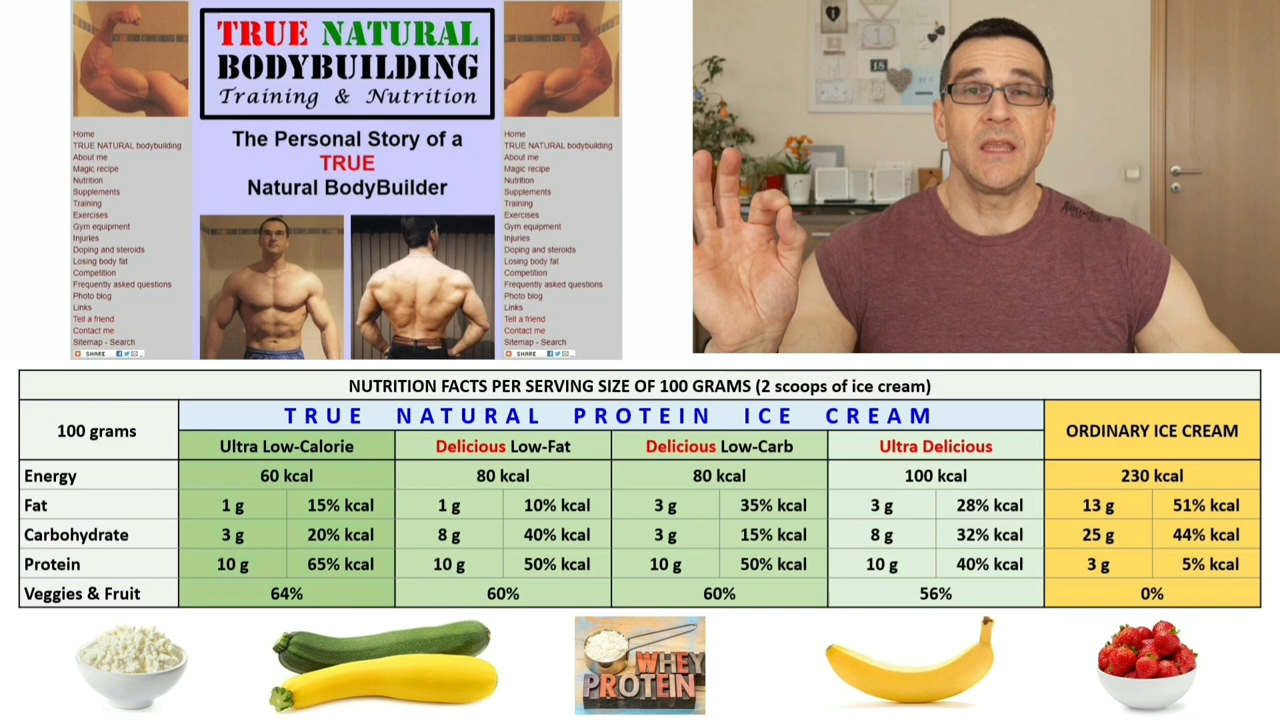 TRUE NATURAL
BODYBUILDING
Training & Nutrition
The Personal Story of a
TRUE
Natural BodyBuilder
Home
TRUE NATURAL bodybuilding
About me
Magic recipe
Nutrition
Supplements
Training
Exercises
Gym equipment
Injuries
Doping and steroids
Losing body fat
Competition
Frequently asked questions
Photo blog
Links
Tell a friend
Contact me
Sitemap - Search
SHARE
Home
TRUE NATURAL bodybuilding
About me
Magic recipe
Nutrition
Supplements
Training
Exercises
Gym equipment
Injuries
Doping and steroids
Losing body fat
Competition
Frequently asked questions
Photo blog
Links
Tell a friend
Contact me
Sitemap - Search
SHARE
15
NUTRITION FACTS PER SERVING SIZE OF 100 GRAMS (2 scoops of ice cream)
100 grams TRUE NATURAL PROTEIN ICE CREAM ORDINARY ICE CREAM
Ultra Low-Calorie Delicious Low-Fat Delicious Low-Carb Ultra Delicious
Energy 60 kcal 80 kcal 80 kcal 100 kcal 230 kcal
Fat 1 g 15% kcal 1 g 10% kcal 3 g 35% kcal 3 g 28% kcal 13 g 51% kcal
Carbohydrate 3 g 20% kcal 8 g 40% kcal 3 g 15% kcal 8 g 32% kcal 25 g 44% kcal
Protein 10 g 65% kcal 10 g 50% kcal 10 g 50% kcal 10 g 40% kcal 3 g 5% kcal
Veggies & Fruit 64% 60% 60% 56% 0%
WHEY
PROTEIN